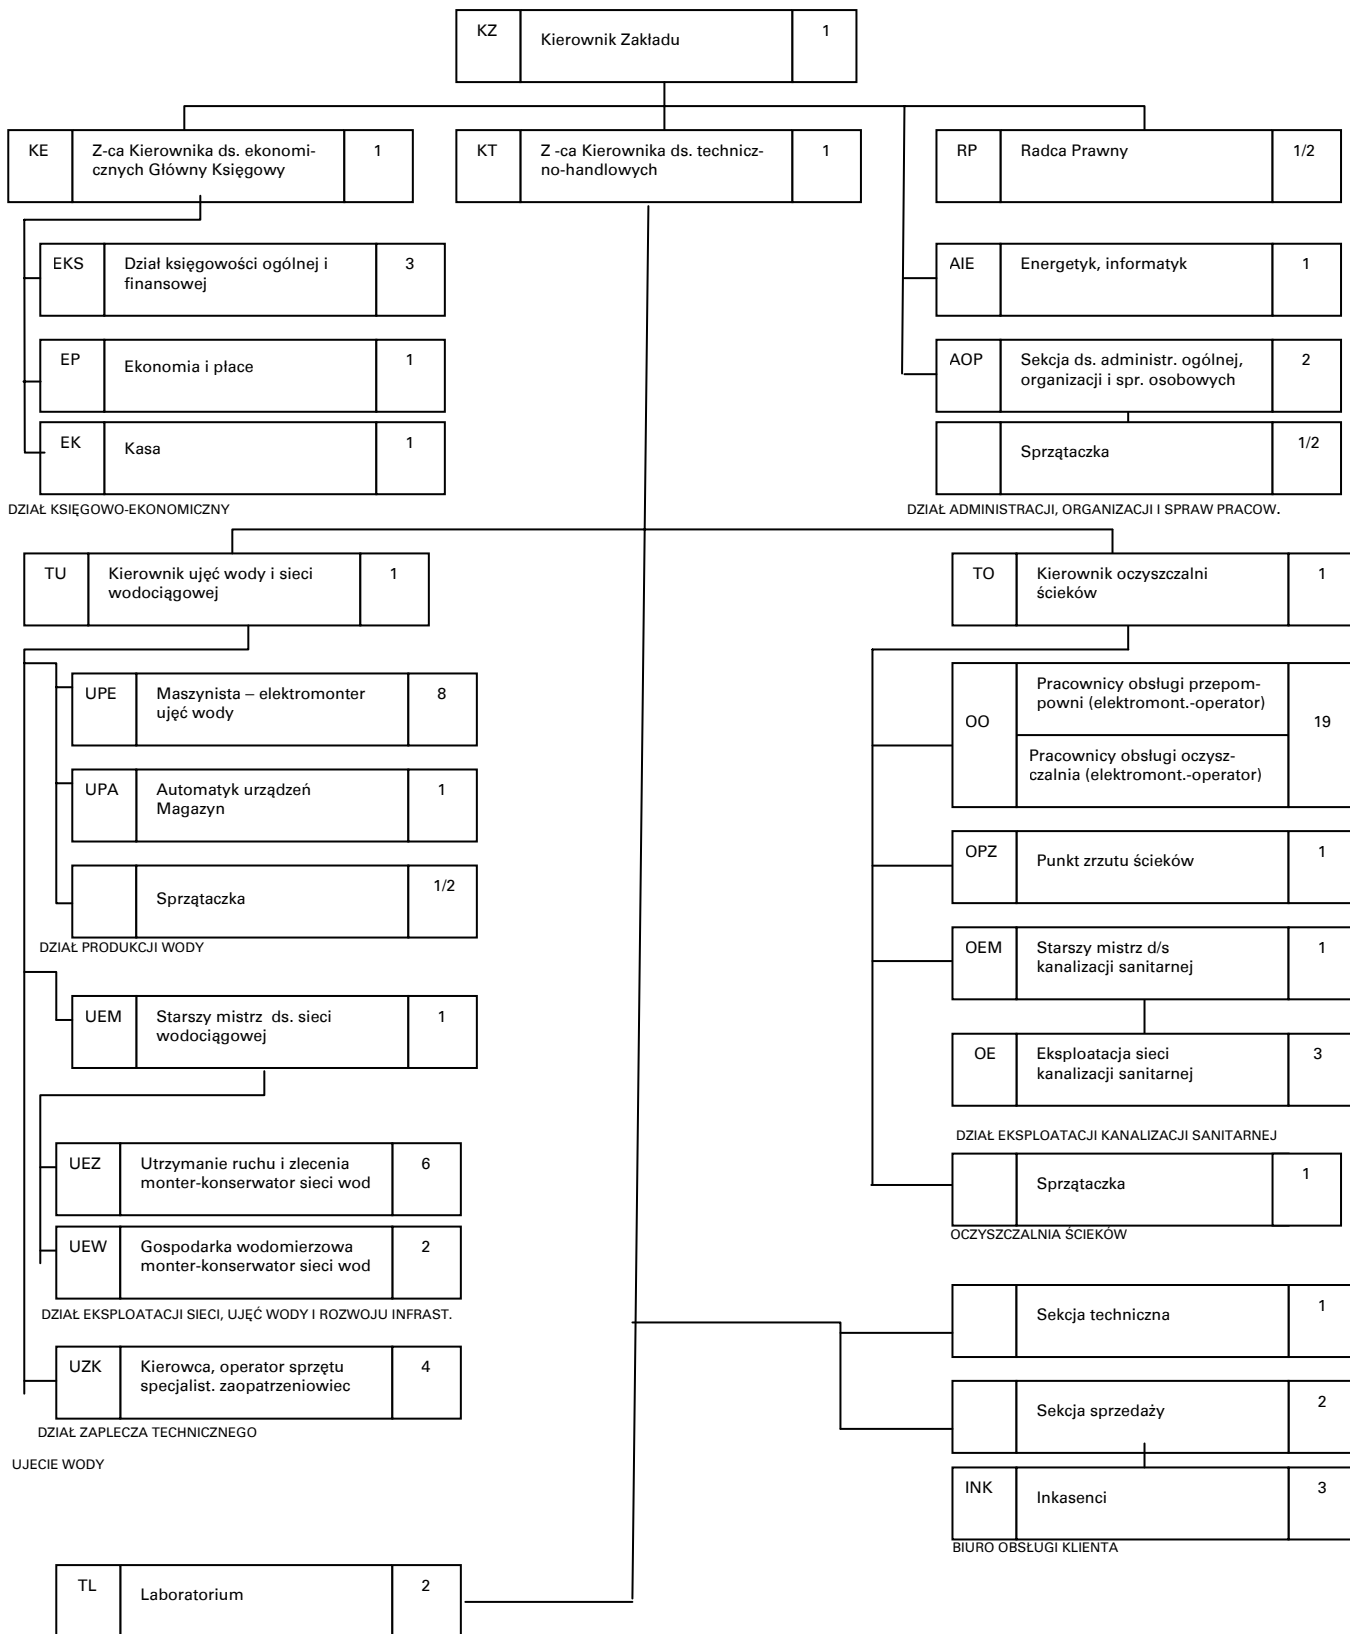 KZ Kierownik Zakładu 1
KE Z-ca Kierownika ds. ekonomi-
cznych Główny Księgowy 1
KT Z -ca Kierownika ds. technicz-
no-handlowych 1
RP Radca Prawny 1/2
EKS Dział księgowości ogólnej i
finansowej 3
AIE Energetyk, informatyk 1
EP Ekonomia i płace 1
AOP Sekcja ds. administr. ogólnej,
organizacji i spr. osobowych 2
EK Kasa 1
Sprzątaczka 1/2
DZIAŁ KSIĘGOWO-EKONOMICZNY
DZIAŁ ADMINISTRACJI, ORGANIZACJI I SPRAW PRACOW.
TU Kierownik ujęć wody i sieci
wodociągowej 1
UPE Maszynista – elektromonter
ujęć wody 8
UPA Automatyk urządzeń
Magazyn 1
Sprzątaczka 1/2
DZIAŁ PRODUKCJI WODY
UEM Starszy mistrz ds. sieci
wodociągowej 1
UEZ Utrzymanie ruchu i zlecenia
monter-konserwator sieci wod 6
UEW Gospodarka wodomierzowa
monter-konserwator sieci wod 2
DZIAŁ EKSPLOATACJI SIECI, UJĘĆ WODY I ROZWOJU INFRAST.
UZK Kierowca, operator sprzętu
specjalist. zaopatrzeniowiec 4
DZIAŁ ZAPLECZA TECHNICZNEGO
UJECIE WODY
TO Kierownik oczyszczalni
ścieków 1
OO Pracownicy obsługi przepom-
powni (elektromont.-operator) 19
Pracownicy obsługi oczysz-
czalnia (elektromont.-operator)
OPZ Punkt zrzutu ścieków 1
OEM Starszy mistrz d/s
kanalizacji sanitarnej 1
OE Eksploatacja sieci
kanalizacji sanitarnej 3
DZIAŁ EKSPLOATACJI KANALIZACJI SANITARNEJ
Sprzątaczka 1
OCZYSZCZALNIA ŚCIEKÓW
Sekcja techniczna 1
Sekcja sprzedaży 2
INK Inkasenci 3
BIURO OBSŁUGI KLIENTA
TL Laboratorium 2